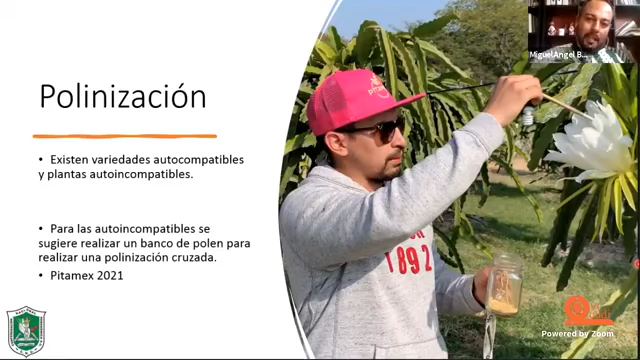 Polinización
• Existen variedades autocompatibles
y plantas autoincompatibles.
• Para las autoincompatibles se
sugiere realizar un banco de polen para
realizar una polinización cruzada.
• Pitamex 2021
MiguelAngel B...
1892
Powered by Zoom